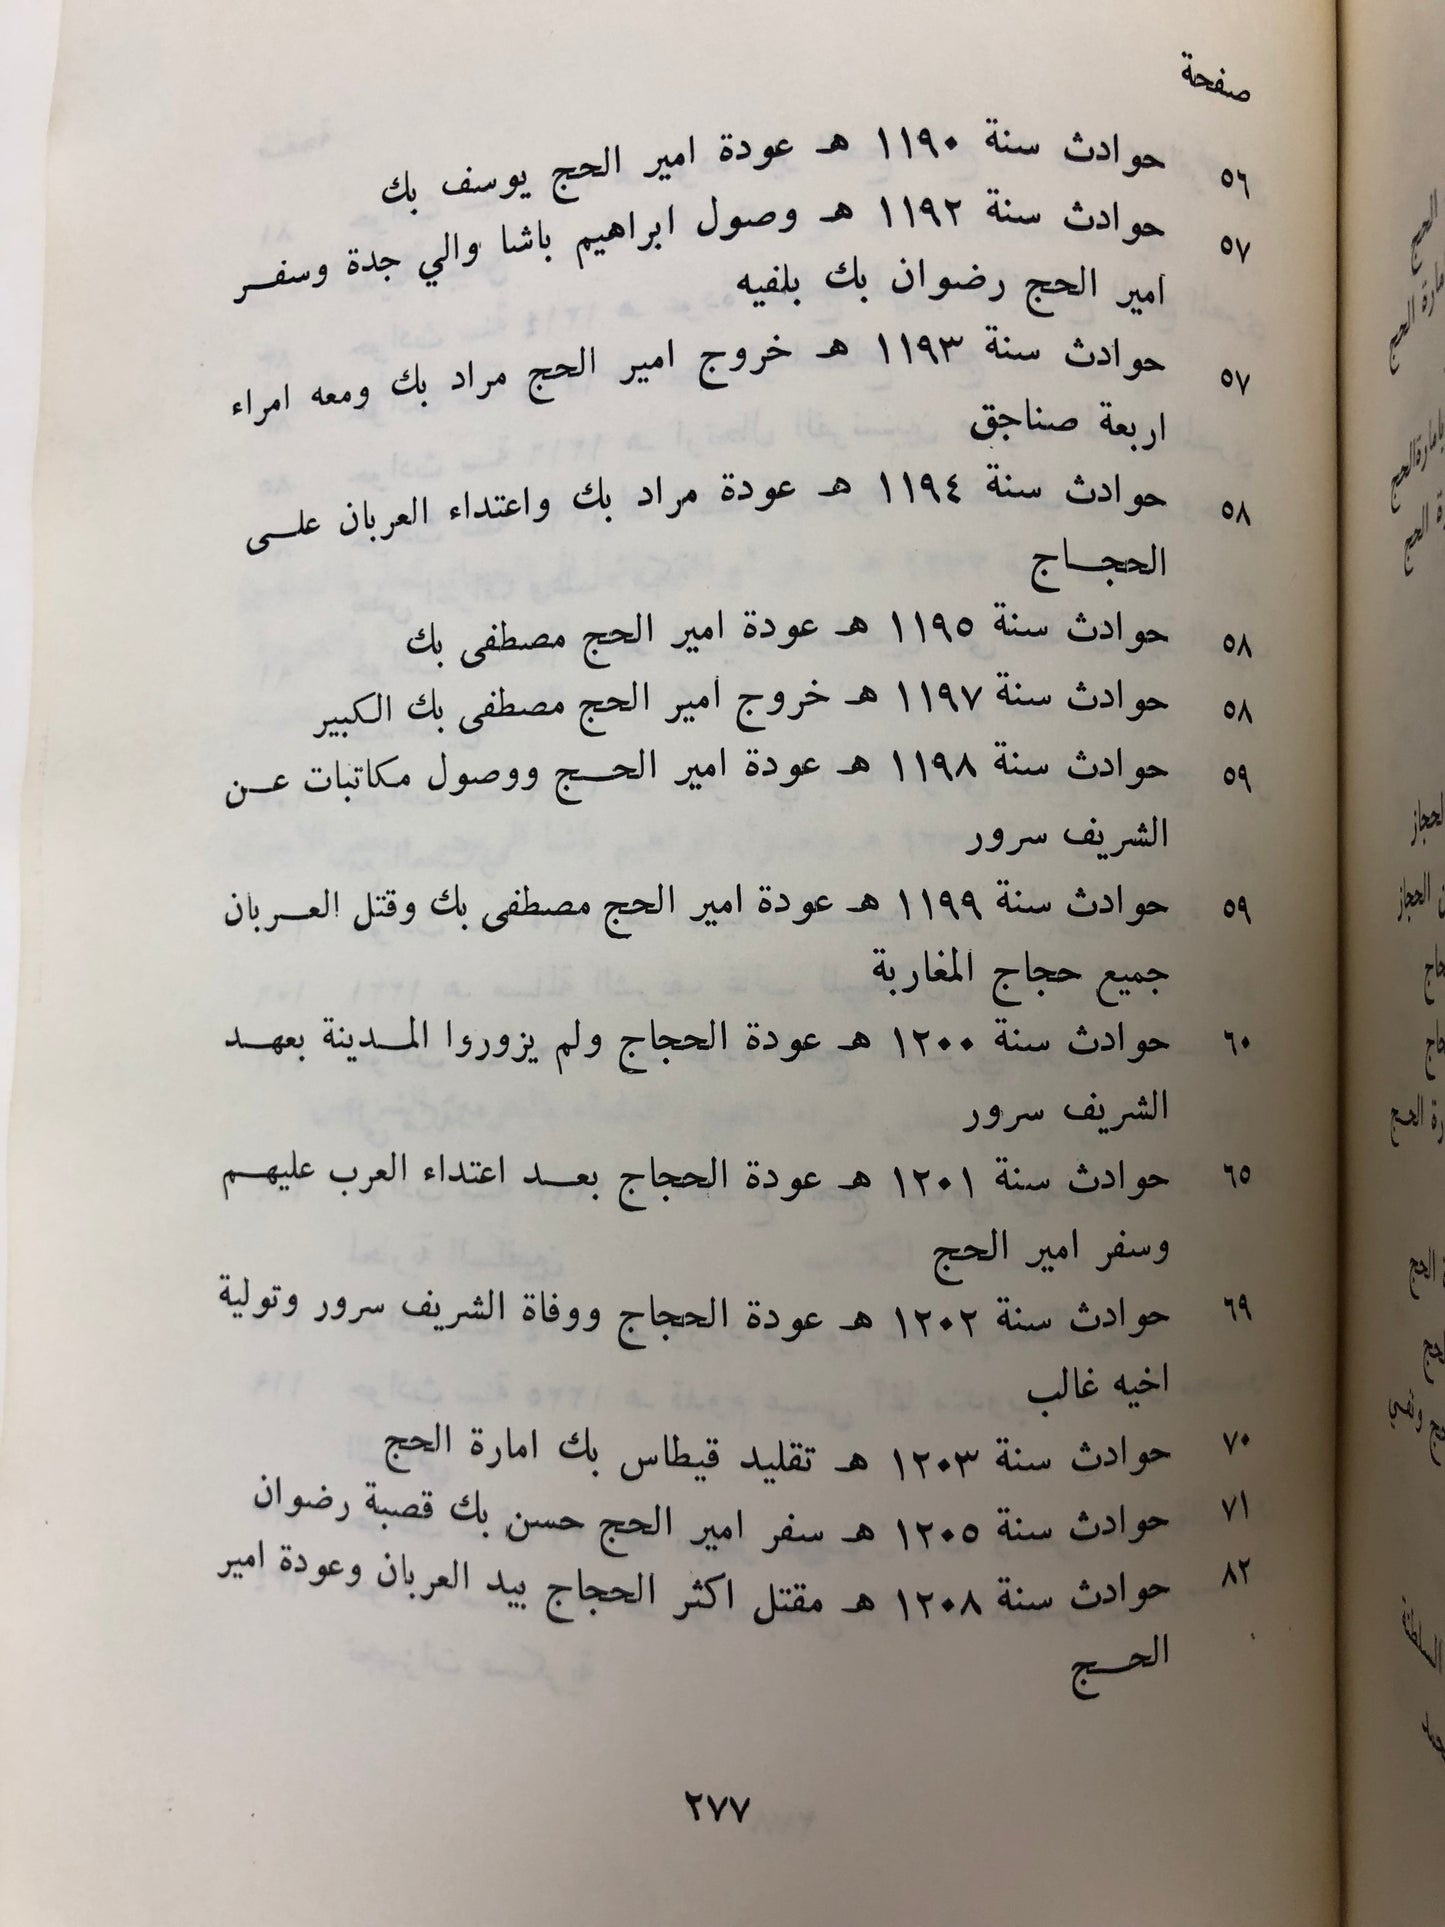 صفحة
٥٦ حوادث سنة ١١٩٠ هـ عودة امير الحج يوسف بك
٥٧ حوادث سنة ١١٩٢ هـ وصول ابراهيم باشا والي جدة وسفر
امير الحج رضوان بك بلفيه
٥٧ حوادث سنة ١١٩٣ هـ خروج امير الحج مراد بك ومعه امراء
اربعة صناجق
٥٨ حوادث سنة ١١٩٤ هـ عودة مراد بك واعتداء العربان على
الحجاج
٥٨ حوادث سنة ١١٩٥ هـ عودة امير الحج مصطفى بك
٥٨ حوادث سنة ١١٩٧ هـ خروج امير الحج مصطفى بك الكبير
٥٩ حوادث سنة ١١٩٨ هـ عودة امير الحج ووصول مكاتبات عن
الشريف سرور
٥٩ حوادث سنة ١١٩٩ هـ عودة امير الحج مصطفى بك وقتل العربان
جميع حجاج المغاربة
٦٠ حوادث سنة ١٢٠٠ هـ عودة الحجاج ولم يزوروا المدينة بعهد
الشريف سرور
٦٥ حوادث سنة ١٢٠١ هـ عودة الحجاج بعد اعتداء العرب عليهم
وسفر امير الحج
٦٩ حوادث سنة ١٢٠٢ هـ عودة الحجاج ووفاة الشريف سرور وتولية
اخيه غالب
٧٠ حوادث سنة ١٢٠٣ هـ تقليد قيطاس بك امارة الحج
٧١ حوادث سنة ١٢٠٥ هـ سفر امير الحج حسن بك قصبة رضوان
٨٢ حوادث سنة ١٢٠٨ هـ مقتل اكثر الحجاج بيد العربان وعودة امير
الحج
٢٧٧